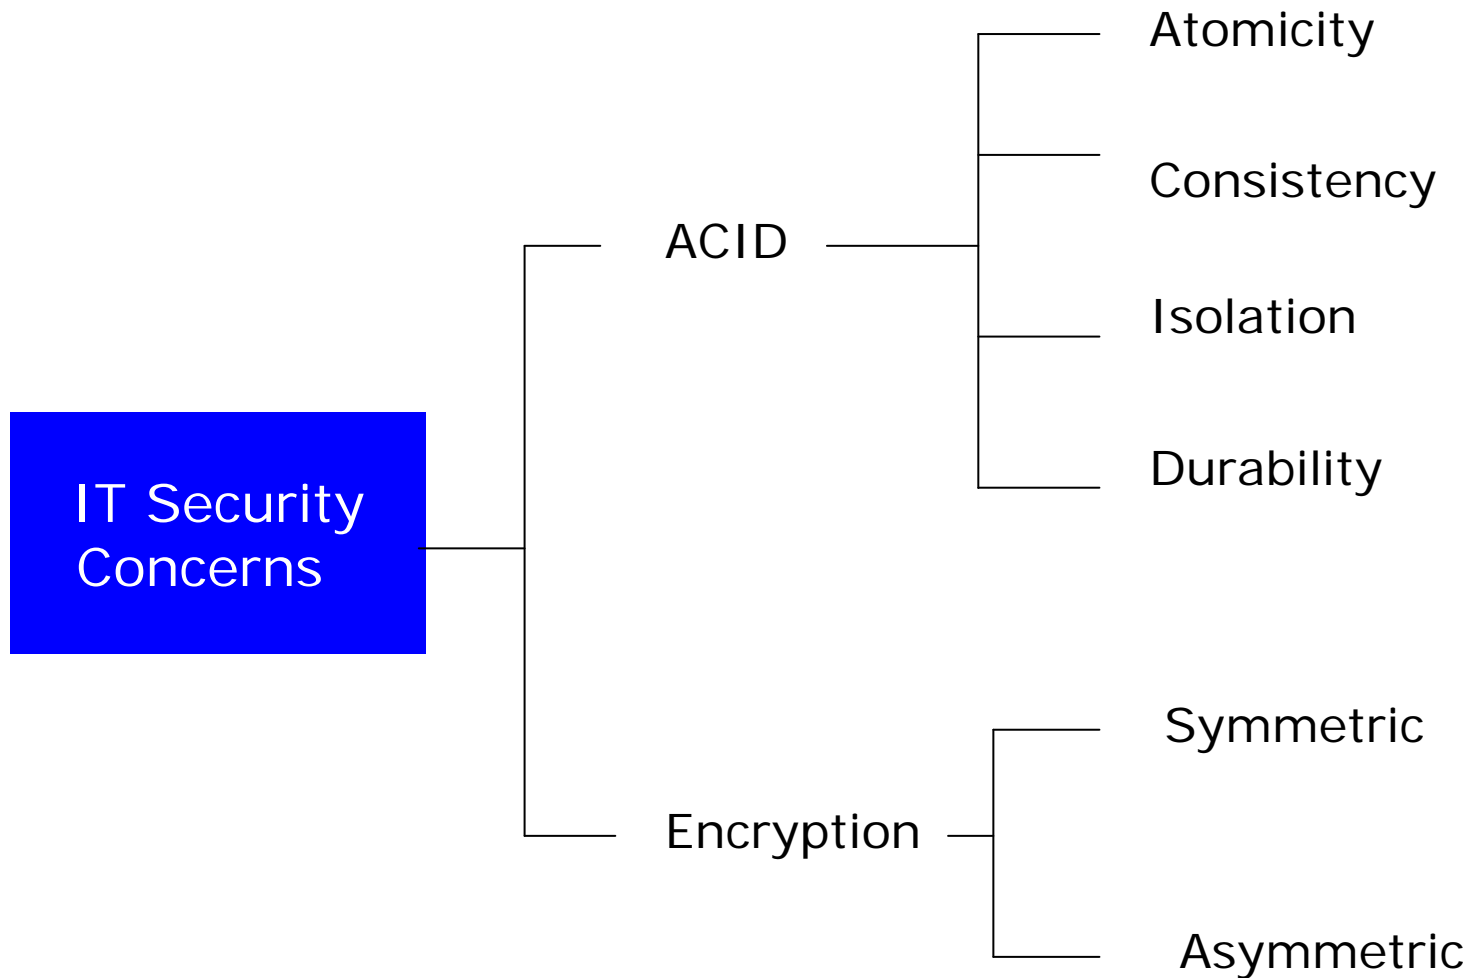 Atomicity
Consistency
ACID
Isolation
Durability
IT Security
Concerns
Symmetric
Encryption
Asymmetric